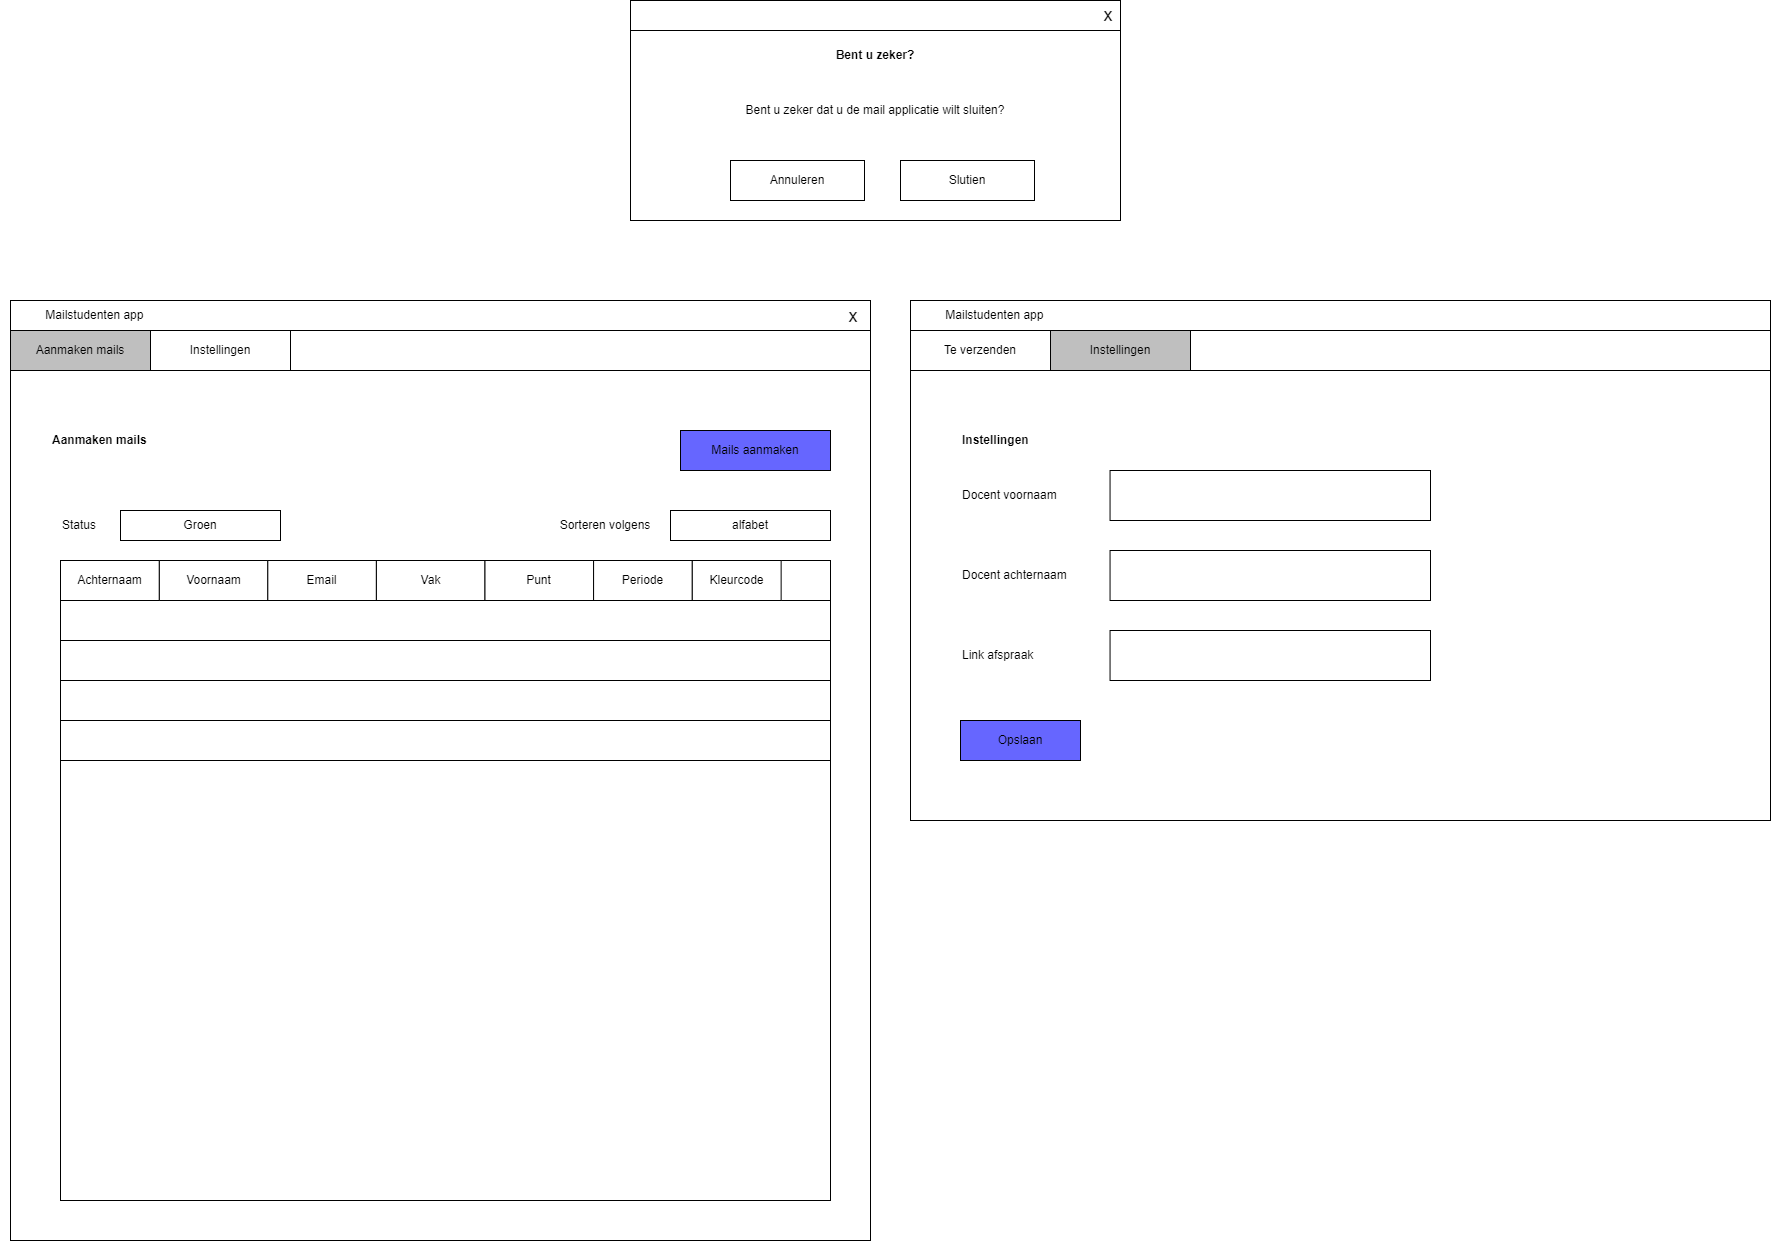 X
Bent u zeker?
Bent u zeker dat u de mail applicatie wilt sluiten?
Annuleren Slutien
Mailstudenten app X
Aanmaken mails Instellingen
Aanmaken mails
Mails aanmaken
Status Groen Sorteren volgens alfabet
Achternaam Voornaam Email Vak Punt Periode Kleurcode
Mailstudenten app
Te verzenden Instellingen
Instellingen
Docent voornaam
Docent achternaam
Link afspraak
Opslaan